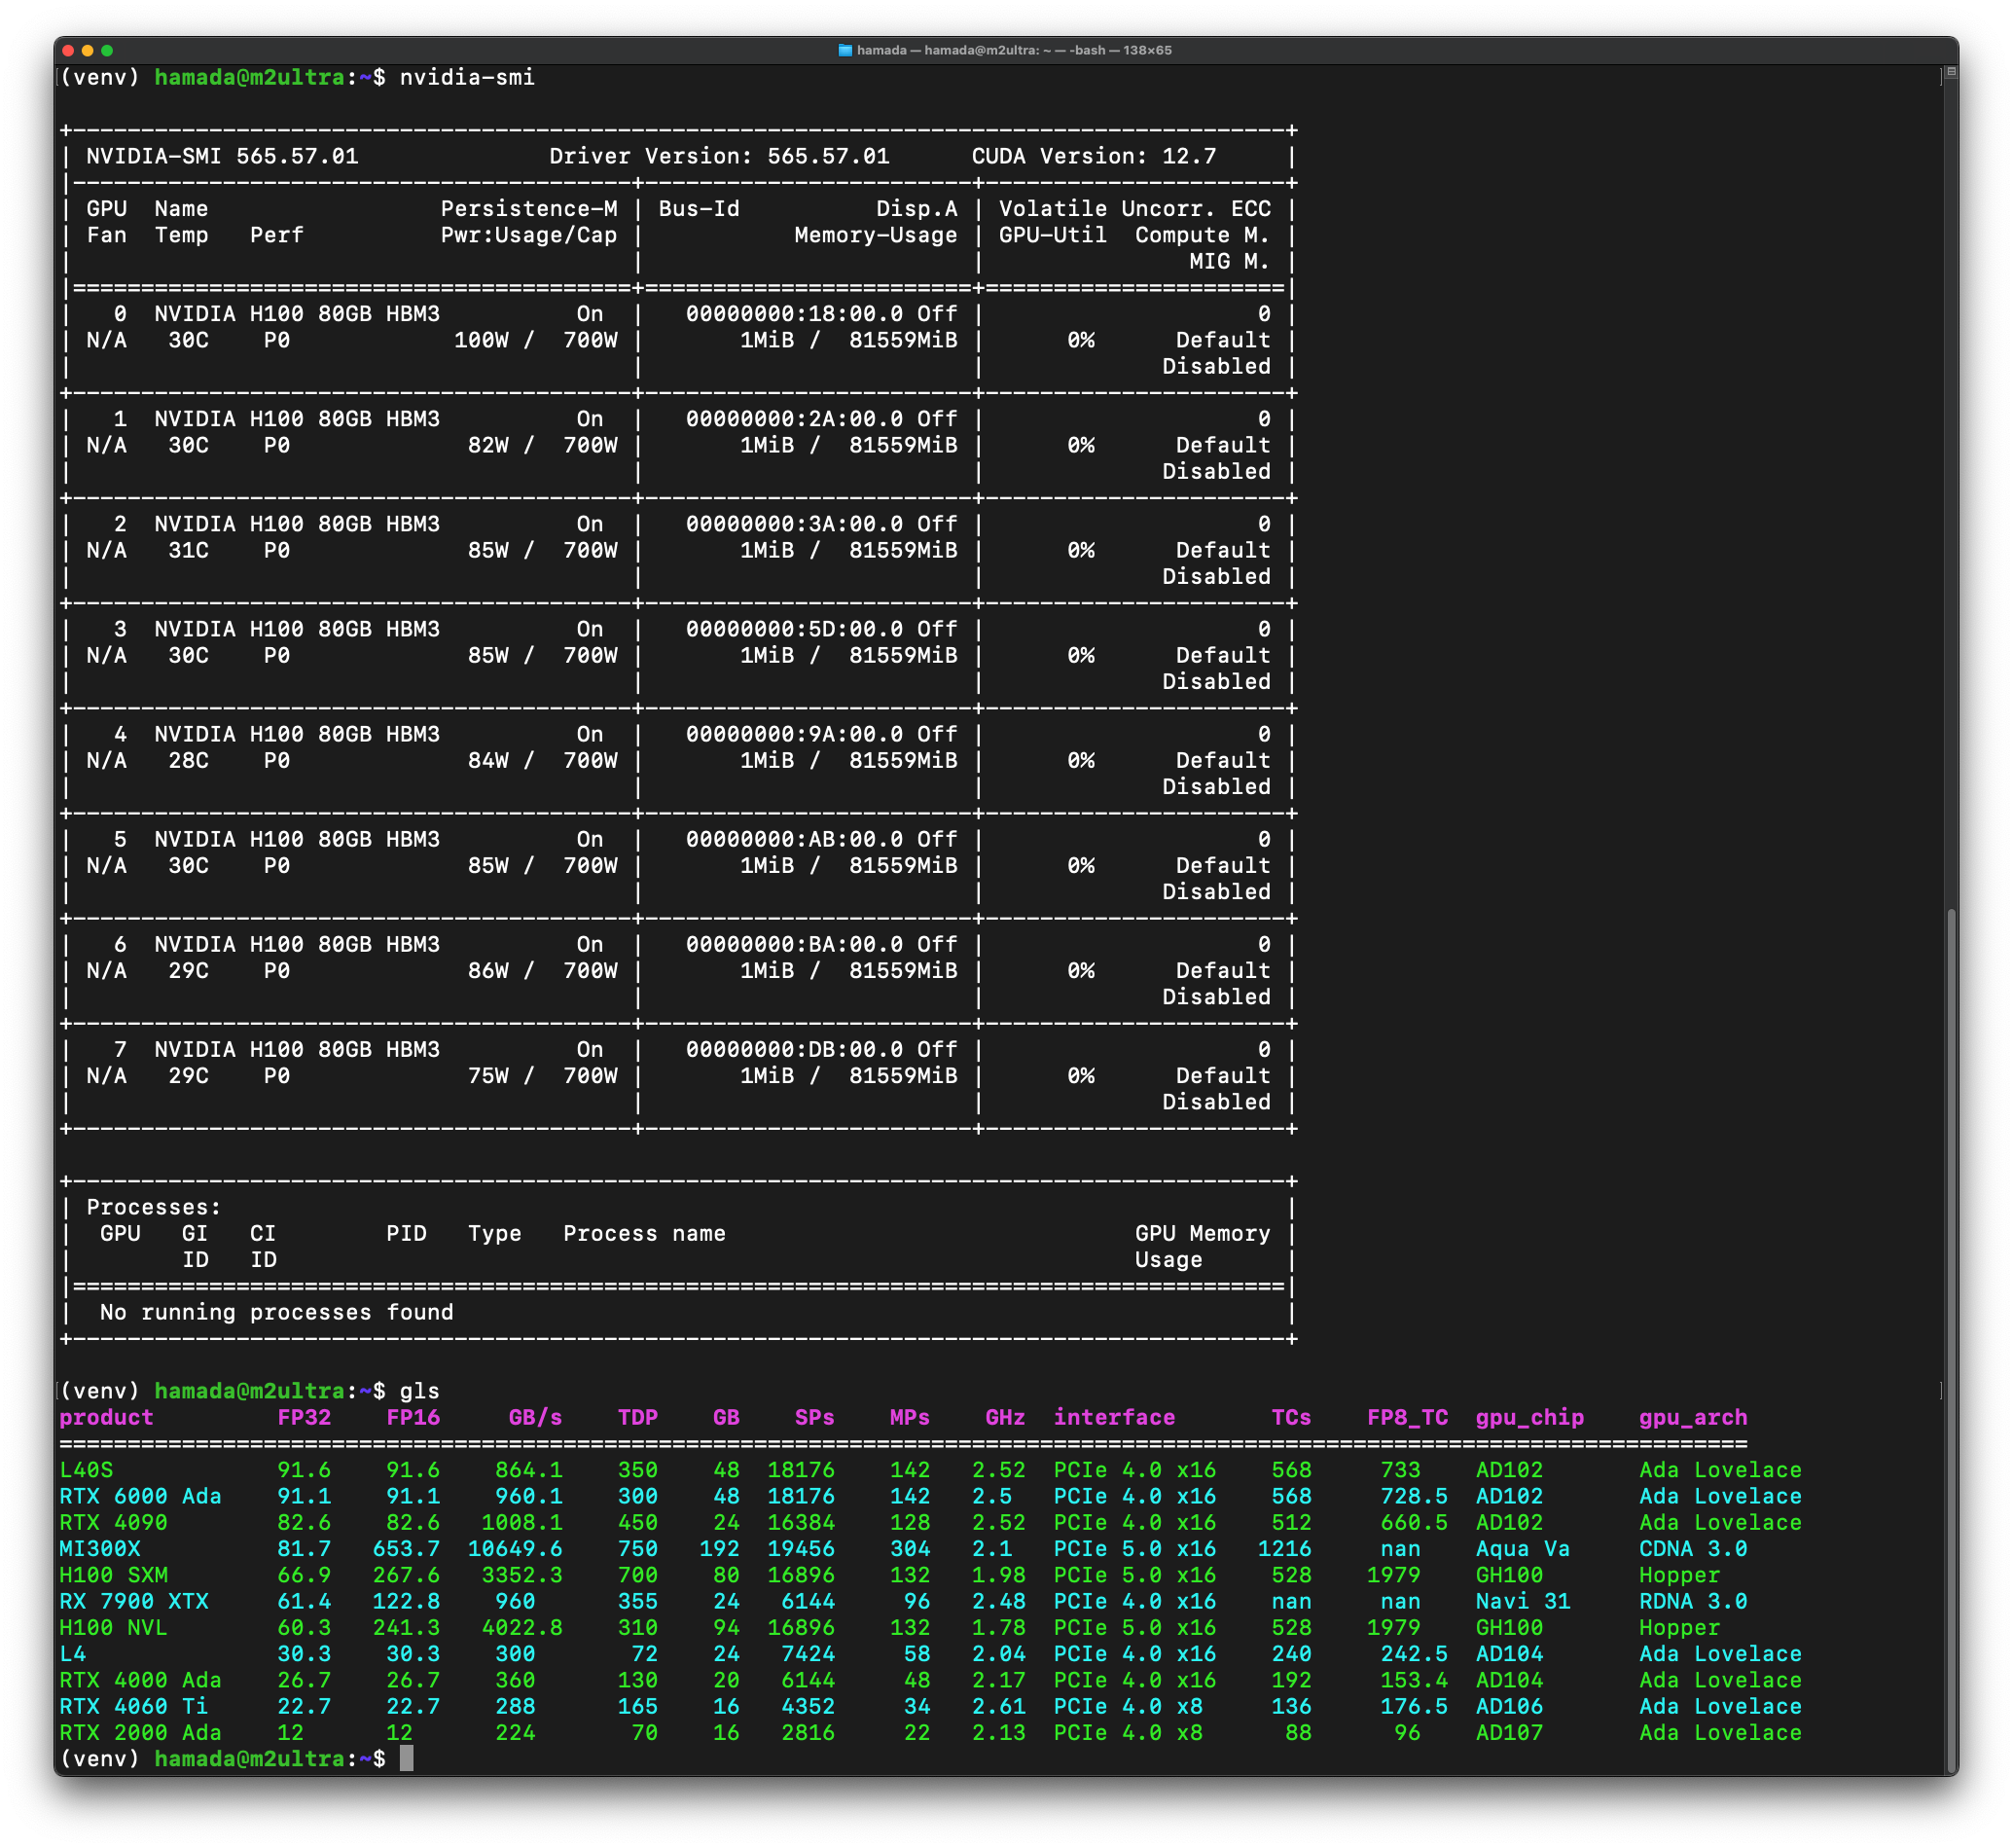 hamada — hamada@m2ultra: ~ — -bash — 138×65
(venv) hamada@m2ultra:~$ nvidia-smi
+-----------------------------------------------------------------------------------------+
| NVIDIA-SMI 565.57.01              Driver Version: 565.57.01      CUDA Version: 12.7     |
|-----------------------------------------+------------------------+----------------------+
| GPU  Name                 Persistence-M | Bus-Id          Disp.A | Volatile Uncorr. ECC |
| Fan  Temp   Perf          Pwr:Usage/Cap |           Memory-Usage | GPU-Util  Compute M. |
|                                         |                        |               MIG M. |
|=========================================+========================+======================|
|   0  NVIDIA H100 80GB HBM3          On  |   00000000:18:00.0 Off |                    0 |
| N/A   30C    P0            100W /  700W |       1MiB /  81559MiB |      0%      Default |
|                                         |                        |             Disabled |
+-----------------------------------------+------------------------+----------------------+
|   1  NVIDIA H100 80GB HBM3          On  |   00000000:2A:00.0 Off |                    0 |
| N/A   30C    P0             82W /  700W |       1MiB /  81559MiB |      0%      Default |
|                                         |                        |             Disabled |
+-----------------------------------------+------------------------+----------------------+
|   2  NVIDIA H100 80GB HBM3          On  |   00000000:3A:00.0 Off |                    0 |
| N/A   31C    P0             85W /  700W |       1MiB /  81559MiB |      0%      Default |
|                                         |                        |             Disabled |
+-----------------------------------------+------------------------+----------------------+
|   3  NVIDIA H100 80GB HBM3          On  |   00000000:5D:00.0 Off |                    0 |
| N/A   30C    P0             85W /  700W |       1MiB /  81559MiB |      0%      Default |
|                                         |                        |             Disabled |
+-----------------------------------------+------------------------+----------------------+
|   4  NVIDIA H100 80GB HBM3          On  |   00000000:9A:00.0 Off |                    0 |
| N/A   28C    P0             84W /  700W |       1MiB /  81559MiB |      0%      Default |
|                                         |                        |             Disabled |
+-----------------------------------------+------------------------+----------------------+
|   5  NVIDIA H100 80GB HBM3          On  |   00000000:AB:00.0 Off |                    0 |
| N/A   30C    P0             85W /  700W |       1MiB /  81559MiB |      0%      Default |
|                                         |                        |             Disabled |
+-----------------------------------------+------------------------+----------------------+
|   6  NVIDIA H100 80GB HBM3          On  |   00000000:BA:00.0 Off |                    0 |
| N/A   29C    P0             86W /  700W |       1MiB /  81559MiB |      0%      Default |
|                                         |                        |             Disabled |
+-----------------------------------------+------------------------+----------------------+
|   7  NVIDIA H100 80GB HBM3          On  |   00000000:DB:00.0 Off |                    0 |
| N/A   29C    P0             75W /  700W |       1MiB /  81559MiB |      0%      Default |
|                                         |                        |             Disabled |
+-----------------------------------------+------------------------+----------------------+
+-----------------------------------------------------------------------------------------+
| Processes:                                                                              |
|  GPU   GI   CI        PID   Type   Process name                              GPU Memory |
|        ID   ID                                                               Usage      |
|=========================================================================================|
|  No running processes found                                                             |
+-----------------------------------------------------------------------------------------+
(venv) hamada@m2ultra:~$ gls
product         FP32    FP16     GB/s    TDP    GB    SPs    MPs    GHz  interface       TCs    FP8_TC  gpu_chip    gpu_arch
============================================================================================================================
L40S            91.6    91.6    864.1    350    48  18176    142   2.52  PCIe 4.0 x16    568     733    AD102       Ada Lovelace
RTX 6000 Ada    91.1    91.1    960.1    300    48  18176    142   2.5   PCIe 4.0 x16    568     728.5  AD102       Ada Lovelace
RTX 4090        82.6    82.6   1008.1    450    24  16384    128   2.52  PCIe 4.0 x16    512     660.5  AD102       Ada Lovelace
MI300X          81.7   653.7  10649.6    750   192  19456    304   2.1   PCIe 5.0 x16   1216     nan    Aqua Va     CDNA 3.0
H100 SXM        66.9   267.6   3352.3    700    80  16896    132   1.98  PCIe 5.0 x16    528    1979    GH100       Hopper
RX 7900 XTX     61.4   122.8    960      355    24   6144     96   2.48  PCIe 4.0 x16    nan     nan    Navi 31     RDNA 3.0
H100 NVL        60.3   241.3   4022.8    310    94  16896    132   1.78  PCIe 5.0 x16    528    1979    GH100       Hopper
L4              30.3    30.3    300       72    24   7424     58   2.04  PCIe 4.0 x16    240     242.5  AD104       Ada Lovelace
RTX 4000 Ada    26.7    26.7    360      130    20   6144     48   2.17  PCIe 4.0 x16    192     153.4  AD104       Ada Lovelace
RTX 4060 Ti     22.7    22.7    288      165    16   4352     34   2.61  PCIe 4.0 x8     136     176.5  AD106       Ada Lovelace
RTX 2000 Ada    12      12      224       70    16   2816     22   2.13  PCIe 4.0 x8      88      96    AD107       Ada Lovelace
(venv) hamada@m2ultra:~$